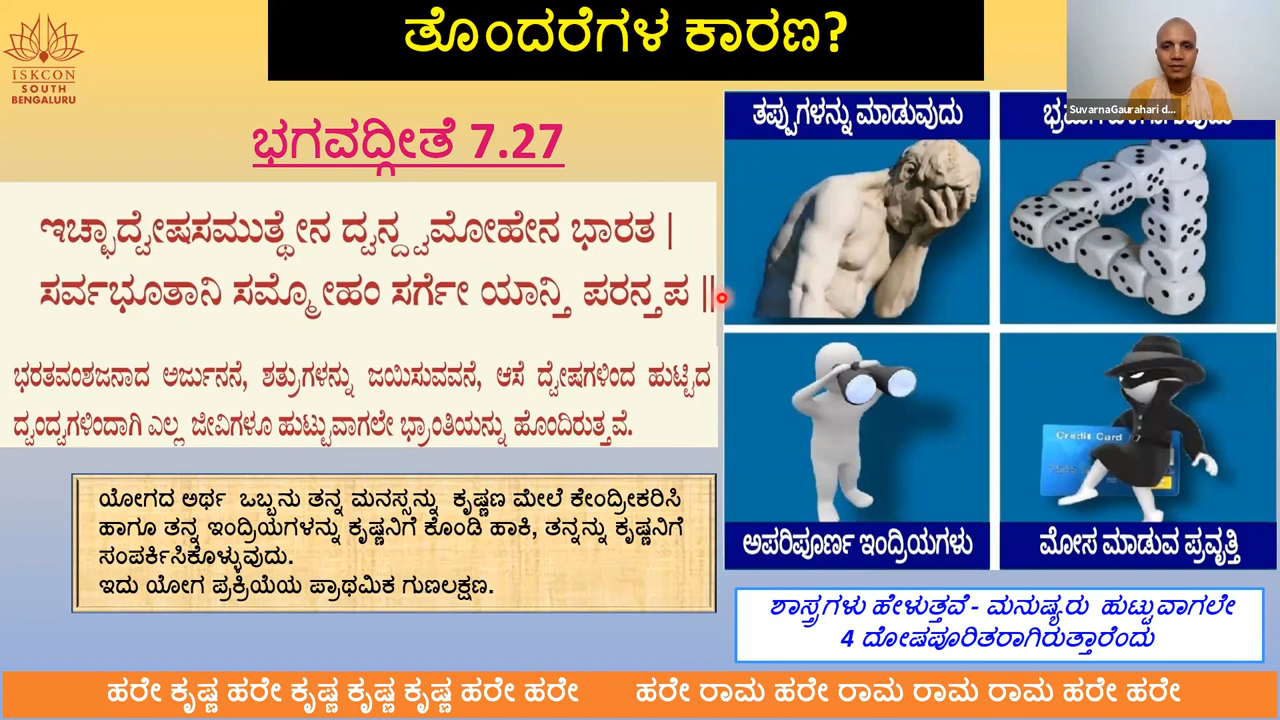 ISKCON
SOUTH
BENGALURU
ತೊಂದರೆಗಳ ಕಾರಣ?
SuvarnaGaurahari d...
ಭಗವದ್ಗೀತೆ 7.27
ಇಚ್ಛಾದ್ವೇಷಸಮುತ್ಥೇನ ದ್ವನ್ದ್ವಮೋಹೇನ ಭಾರತ |
ಸರ್ವಭೂತಾನಿ ಸಮ್ಮೋಹಂ ಸರ್ಗೇ ಯಾನ್ತಿ ಪರನ್ತಪ ||
ಭರತವಂಶಜನಾದ ಅರ್ಜುನನೆ, ಶತ್ರುಗಳನ್ನು ಜಯಿಸುವವನೆ, ಆಸೆ ದ್ವೇಷಗಳಿಂದ ಹುಟ್ಟಿದ
ದ್ವಂದ್ವಗಳಿಂದಾಗಿ ಎಲ್ಲ ಜೀವಿಗಳೂ ಹುಟ್ಟುವಾಗಲೇ ಭ್ರಾಂತಿಯನ್ನು ಹೊಂದಿರುತ್ತವೆ.
ಯೋಗದ ಅರ್ಥ ಒಬ್ಬನು ತನ್ನ ಮನಸ್ಸನ್ನು ಕೃಷ್ಣಣ ಮೇಲೆ ಕೇಂದ್ರೀಕರಿಸಿ
ಹಾಗೂ ತನ್ನ ಇಂದ್ರಿಯಗಳನ್ನು ಕೃಷ್ಣನಿಗೆ ಕೊಂಡಿ ಹಾಕಿ, ತನ್ನನ್ನು ಕೃಷ್ಣನಿಗೆ
ಸಂಪರ್ಕಿಸಿಕೊಳ್ಳುವುದು.
ಇದು ಯೋಗ ಪ್ರಕ್ರಿಯೆಯ ಪ್ರಾಥಮಿಕ ಗುಣಲಕ್ಷಣ.
ತಪ್ಪುಗಳನ್ನು ಮಾಡುವುದು
Credit Card
ಅಪರಿಪೂರ್ಣ ಇಂದ್ರಿಯಗಳು
ಮೋಸ ಮಾಡುವ ಪ್ರವೃತ್ತಿ
ಶಾಸ್ತ್ರಗಳು ಹೇಳುತ್ತವೆ - ಮನುಷ್ಯರು ಹುಟ್ಟುವಾಗಲೇ
4 ದೋಷಪೂರಿತರಾಗಿರುತ್ತಾರೆಂದು
ಹರೇ ಕೃಷ್ಣ ಹರೇ ಕೃಷ್ಣ ಕೃಷ್ಣ ಕೃಷ್ಣ ಹರೇ ಹರೇ ಹರೇ ರಾಮ ಹರೇ ರಾಮ ರಾಮ ರಾಮ ಹರೇ ಹರೇ